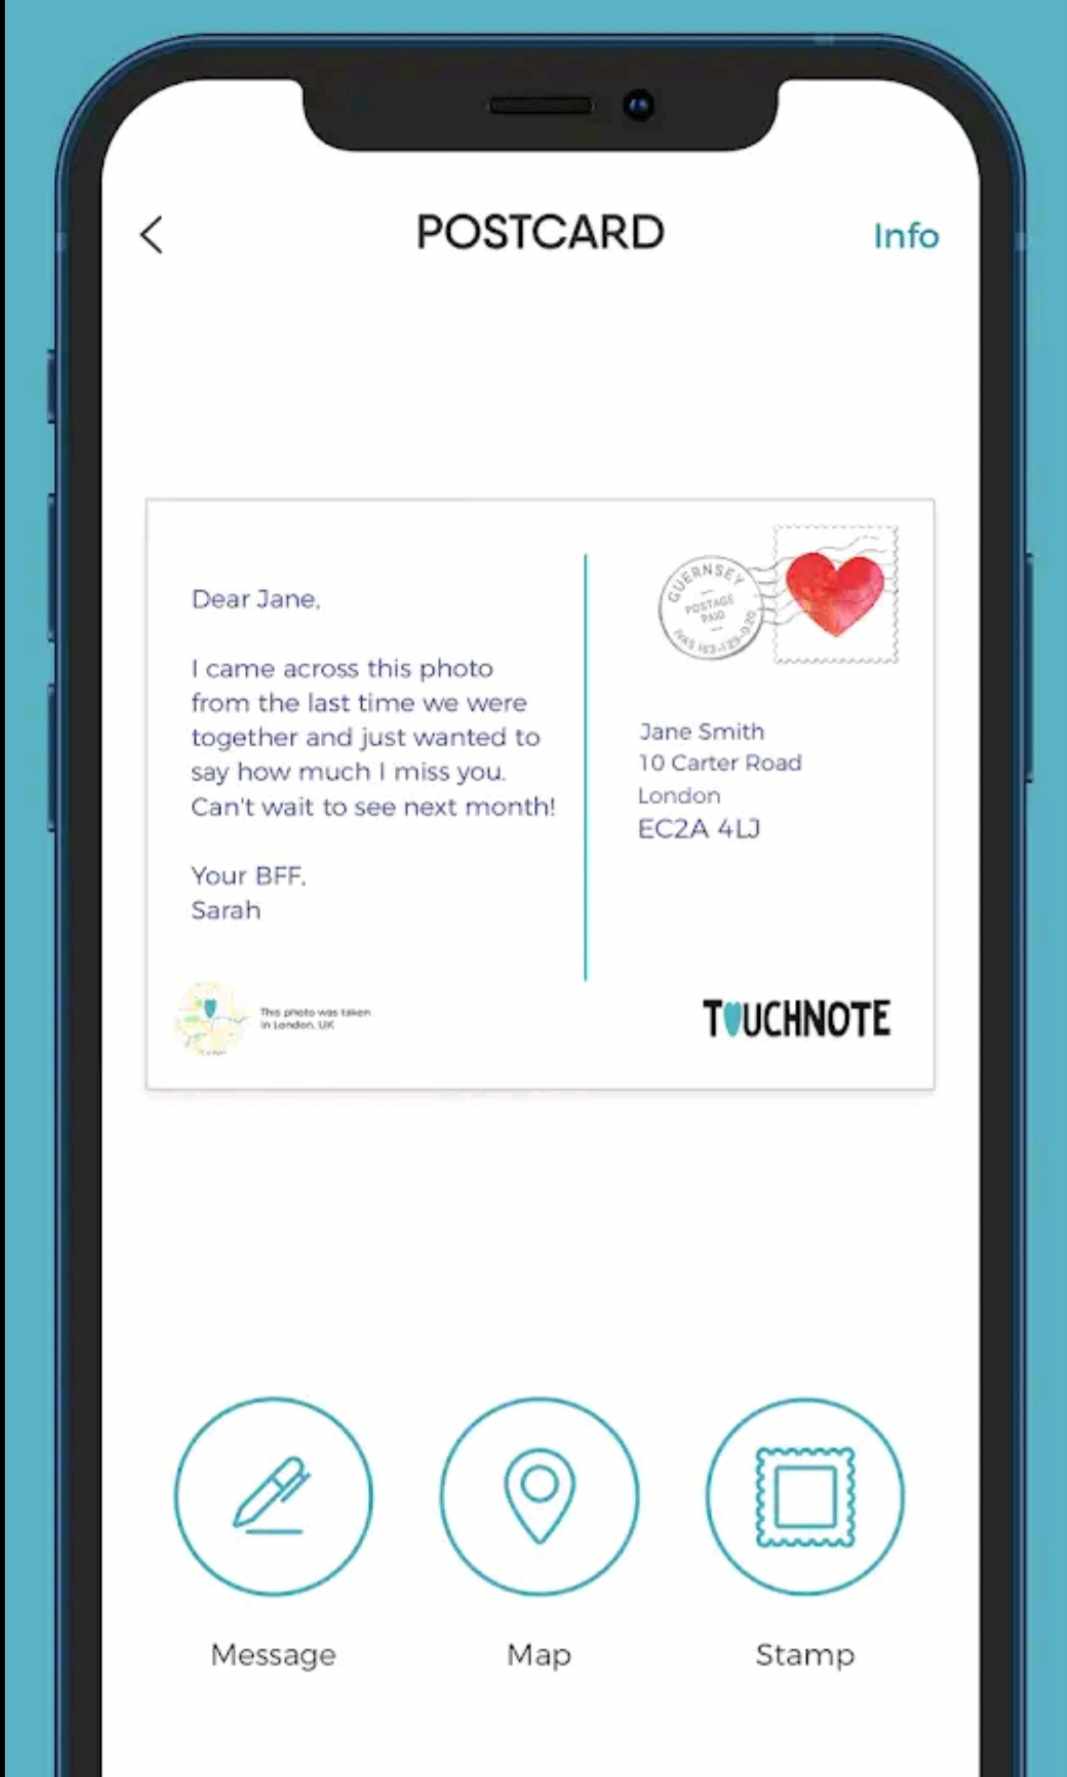 POSTCARD
Info
Dear Jane,
I came across this photo
from the last time we were
together and just wanted to
say how much I miss you.
Can't wait to see next month!
Your BFF,
Sarah
GUERNSEY
POSTAGE
PAID
Jane Smith
10 Carter Road
London
EC2A 4LJ
This photo was taken
in London, UK
TOUCHNOTE
Message
Map
Stamp